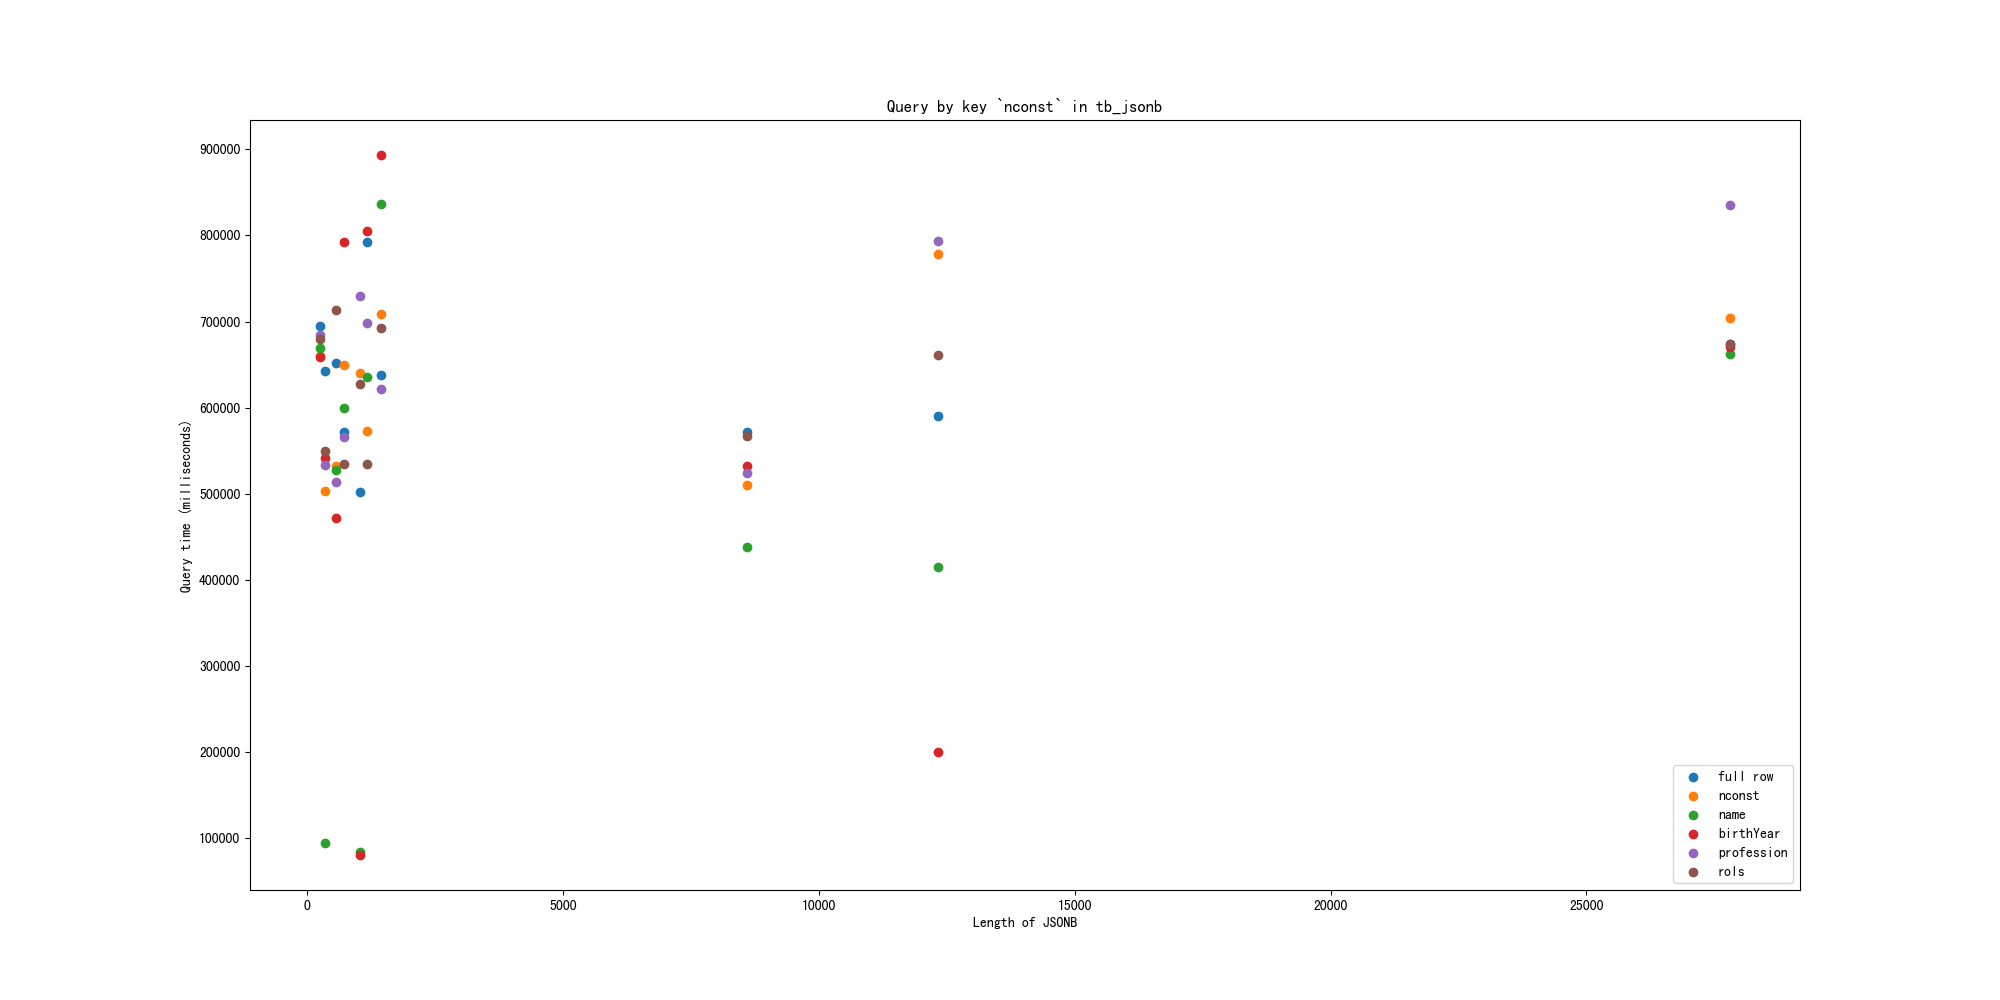 Query by key `nconst` in tb_jsonb
900000
800000
700000
600000
500000
400000
300000
200000
100000
Query time (milliseconds)
0 5000 10000 15000 20000 25000
Length of JSONB
full row
nconst
name
birthYear
profession
rols